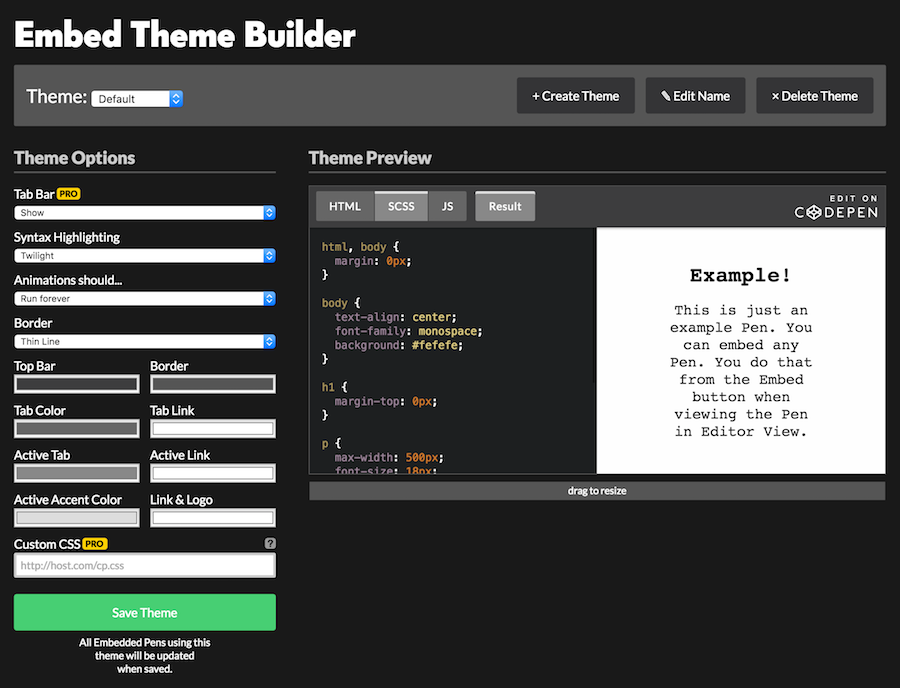 Embed Theme Builder
Theme: Default
+ Create Theme
✎ Edit Name
× Delete Theme
Theme Options
Tab Bar PRO
Show
Syntax Highlighting
Twilight
Animations should...
Run forever
Border
Thin Line
Top Bar
Border
Tab Color
Tab Link
Active Tab
Active Link
Active Accent Color
Link & Logo
Custom CSS PRO
?
http://host.com/cp.css
Save Theme
All Embedded Pens using this
theme will be updated
when saved.
Theme Preview
HTML
SCSS
JS
Result
EDIT ON
CODEPEN
html, body {
margin: 0px;
}
body {
text-align: center;
font-family: monospace;
background: #fefefe;
}
h1 {
margin-top: 0px;
}
p {
max-width: 500px;
font-size: 18px;
Example!
This is just an
example Pen. You
can embed any
Pen. You do that
from the Embed
button when
viewing the Pen
in Editor View.
drag to resize